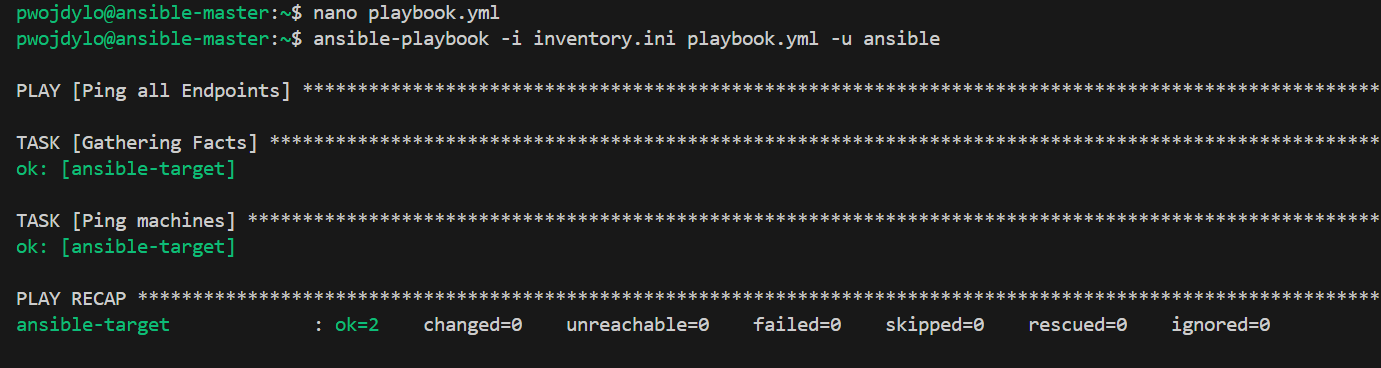 pwojdylo@ansible-master:~$ nano playbook.yml
pwojdylo@ansible-master:~$ ansible-playbook -i inventory.ini playbook.yml -u ansible
PLAY [Ping all Endpoints] **************************************************************************************************
TASK [Gathering Facts] *****************************************************************************************************
ok: [ansible-target]
TASK [Ping machines] *******************************************************************************************************
ok: [ansible-target]
PLAY RECAP *****************************************************************************************************************
ansible-target             : ok=2    changed=0    unreachable=0    failed=0    skipped=0    rescued=0    ignored=0